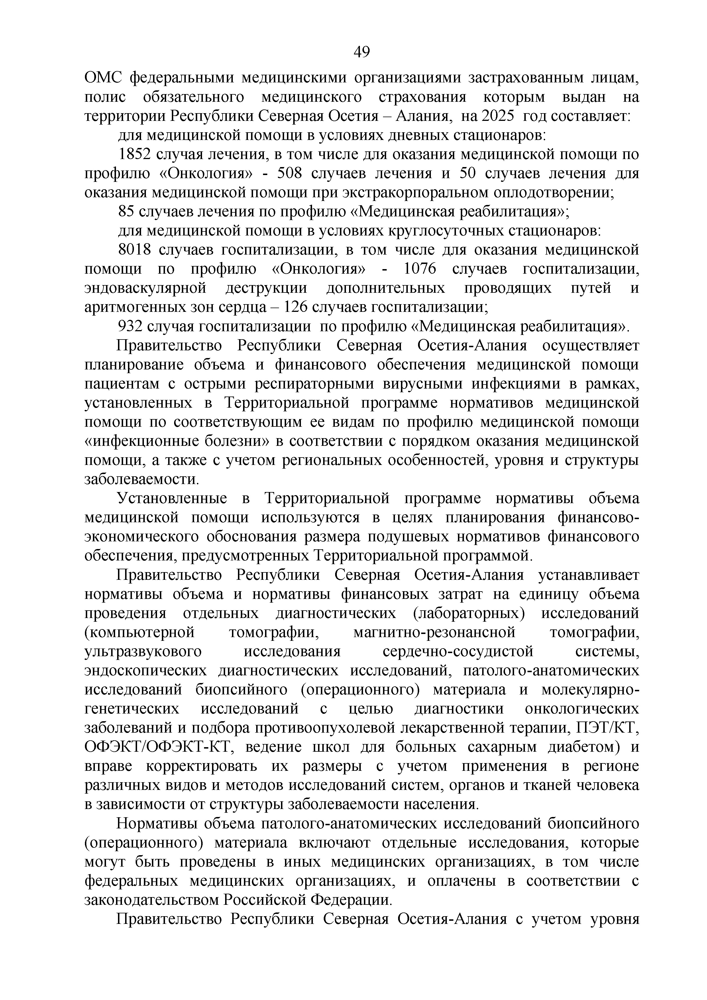 49
ОМС федеральными медицинскими организациями застрахованным лицам,
полис обязательного медицинского страхования которым выдан на
территории Республики Северная Осетия – Алания, на 2025 год составляет:
для медицинской помощи в условиях дневных стационаров:
1852 случая лечения, в том числе для оказания медицинской помощи по
профилю «Онкология» - 508 случаев лечения и 50 случаев лечения для
оказания медицинской помощи при экстракорпоральном оплодотворении;
85 случаев лечения по профилю «Медицинская реабилитация»;
для медицинской помощи в условиях круглосуточных стационаров:
8018 случаев госпитализации, в том числе для оказания медицинской
помощи по профилю «Онкология» - 1076 случаев госпитализации,
эндоваскулярной деструкции дополнительных проводящих путей и
аритмогенных зон сердца – 126 случаев госпитализации;
932 случая госпитализации по профилю «Медицинская реабилитация».
Правительство Республики Северная Осетия-Алания осуществляет
планирование объема и финансового обеспечения медицинской помощи
пациентам с острыми респираторными вирусными инфекциями в рамках,
установленных в Территориальной программе нормативов медицинской
помощи по соответствующим ее видам по профилю медицинской помощи
«инфекционные болезни» в соответствии с порядком оказания медицинской
помощи, а также с учетом региональных особенностей, уровня и структуры
заболеваемости.
Установленные в Территориальной программе нормативы объема
медицинской помощи используются в целях планирования финансово-
экономического обоснования размера подушевых нормативов финансового
обеспечения, предусмотренных Территориальной программой.
Правительство Республики Северная Осетия-Алания устанавливает
нормативы объема и нормативы финансовых затрат на единицу объема
проведения отдельных диагностических (лабораторных) исследований
(компьютерной томографии, магнитно-резонансной томографии,
ультразвукового исследования сердечно-сосудистой системы,
эндоскопических диагностических исследований, патолого-анатомических
исследований биопсийного (операционного) материала и молекулярно-
генетических исследований с целью диагностики онкологических
заболеваний и подбора противоопухолевой лекарственной терапии, ПЭТ/КТ,
ОФЭКТ/ОФЭКТ-КТ, ведение школ для больных сахарным диабетом) и
вправе корректировать их размеры с учетом применения в регионе
различных видов и методов исследований систем, органов и тканей человека
в зависимости от структуры заболеваемости населения.
Нормативы объема патолого-анатомических исследований биопсийного
(операционного) материала включают отдельные исследования, которые
могут быть проведены в иных медицинских организациях, в том числе
федеральных медицинских организациях, и оплачены в соответствии с
законодательством Российской Федерации.
Правительство Республики Северная Осетия-Алания с учетом уровня